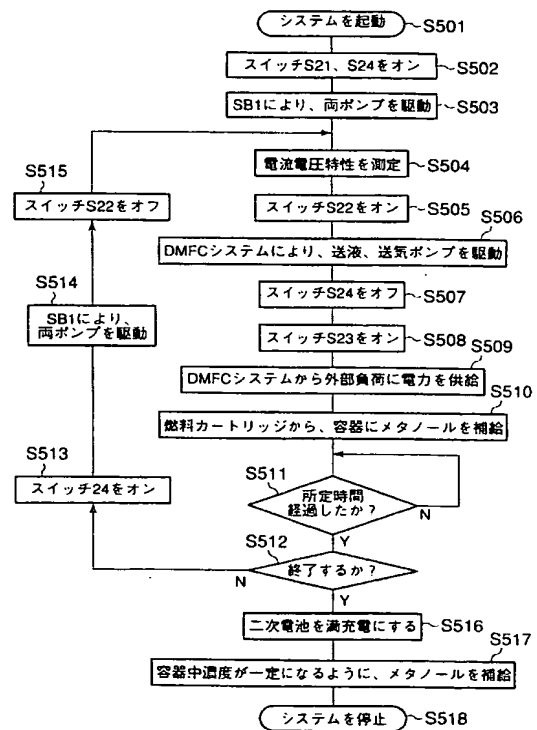 システムを起動
S501
スイッチS21、S24をオン
S502
SB1により、両ポンプを駆動
S503
電流電圧特性を測定
S504
スイッチS22をオン
S505
S506
DMFCシステムにより、送液、送気ポンプを駆動
スイッチS24をオフ
S507
スイッチS23をオン
S508
S509
DMFCシステムから外部負荷に電力を供給
S510
燃料カートリッジから、容器にメタノールを補給
S511
所定時間
経過したか?
N
Y
S512
終了するか?
N
Y
S513
スイッチ24をオン
S514
SB1により、
両ポンプを駆動
S515
スイッチS22をオフ
二次電池を満充電にする
S516
S517
容器中濃度が一定になるように、メタノールを補給
システムを停止
S518